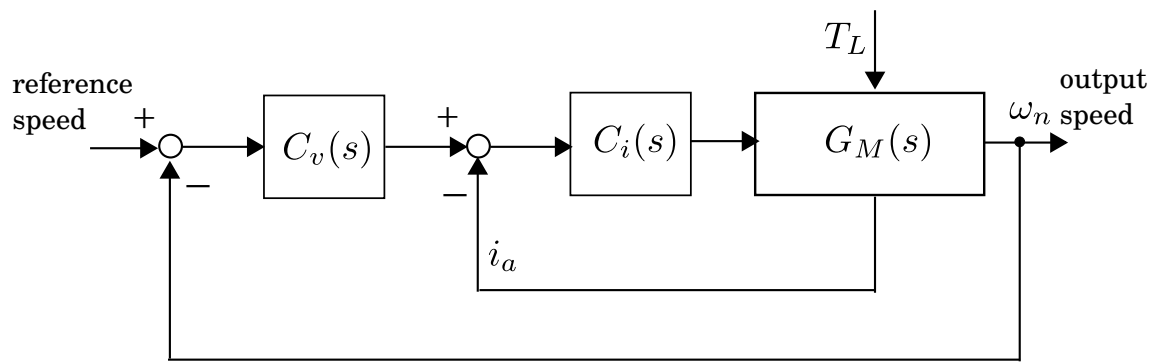 T_L
reference
speed
output
speed
ω_n
+
−
C_v(s)
+
−
C_i(s)
G_M(s)
i_a